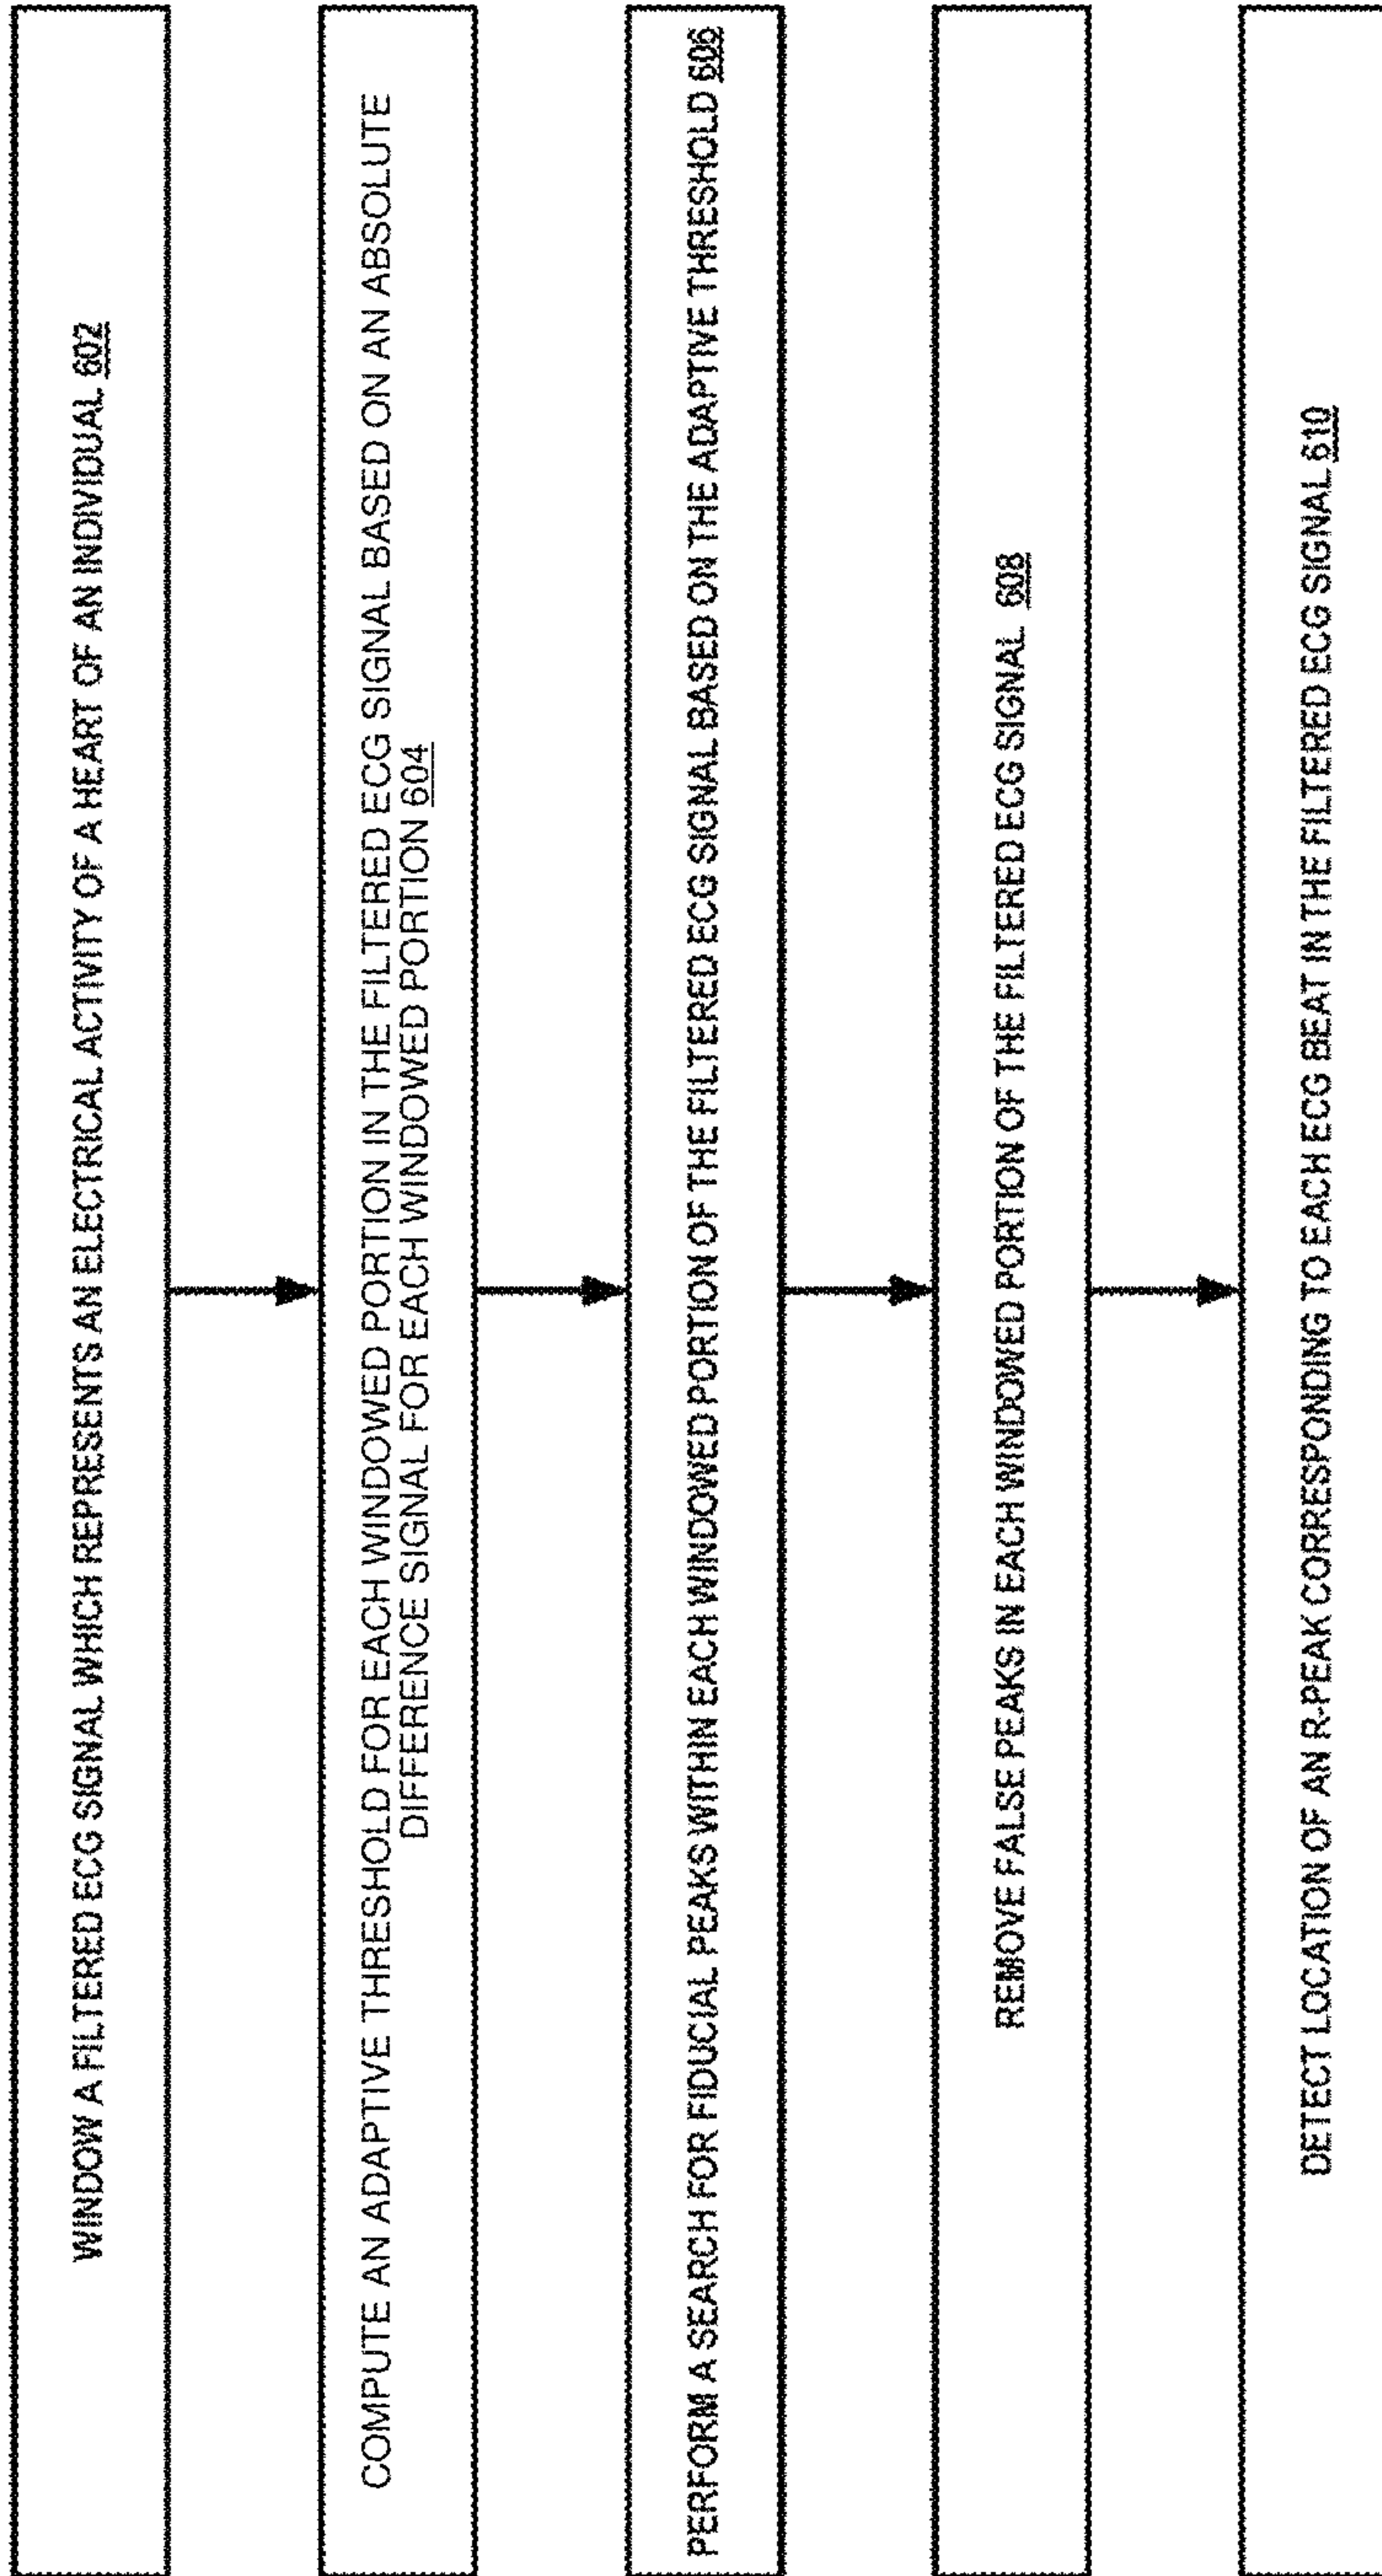 WINDOW A FILTERED ECG SIGNAL WHICH REPRESENTS AN ELECTRICAL ACTIVITY OF A HEART OF AN INDIVIDUAL 602
COMPUTE AN ADAPTIVE THRESHOLD FOR EACH WINDOWED PORTION IN THE FILTERED ECG SIGNAL BASED ON AN ABSOLUTE
DIFFERENCE SIGNAL FOR EACH WINDOWED PORTION 604
PERFORM A SEARCH FOR FIDUCIAL PEAKS WITHIN EACH WINDOWED PORTION OF THE FILTERED ECG SIGNAL BASED ON THE ADAPTIVE THRESHOLD 606
REMOVE FALSE PEAKS IN EACH WINDOWED PORTION OF THE FILTERED ECG SIGNAL 608
DETECT LOCATION OF AN R-PEAK CORRESPONDING TO EACH ECG BEAT IN THE FILTERED ECG SIGNAL 610